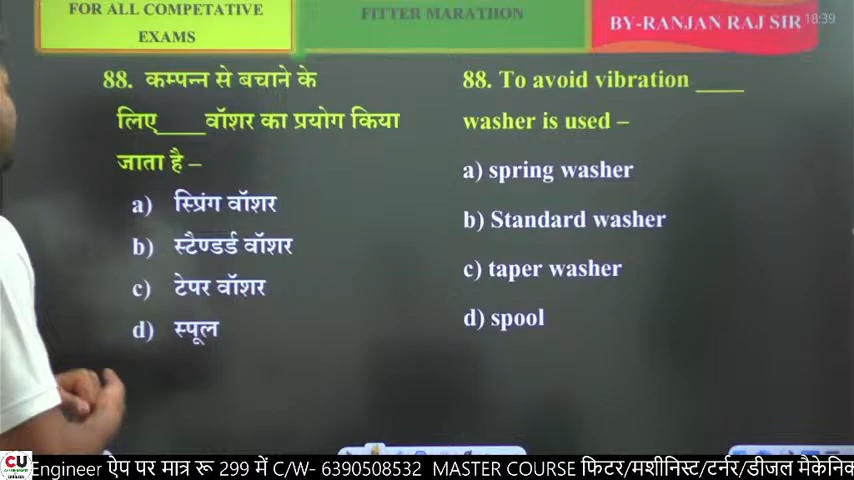 FOR ALL COMPETATIVE
EXAMS
FITTER MARATHON
BY-RANJAN RAJ SIR
18:39
88. कम्पन्न से बचाने के
लिए____वॉशर का प्रयोग किया
जाता है –
a) स्प्रिंग वॉशर
b) स्टैण्डर्ड वॉशर
c) टेपर वॉशर
d) स्पूल
88. To avoid vibration ____
washer is used –
a) spring washer
b) Standard washer
c) taper washer
d) spool
CU
Engineer ऐप पर मात्र रू 299 में C/W- 6390508532 MASTER COURSE फिटर/मशीनिस्ट/टर्नर/डीजल मेकेनिक